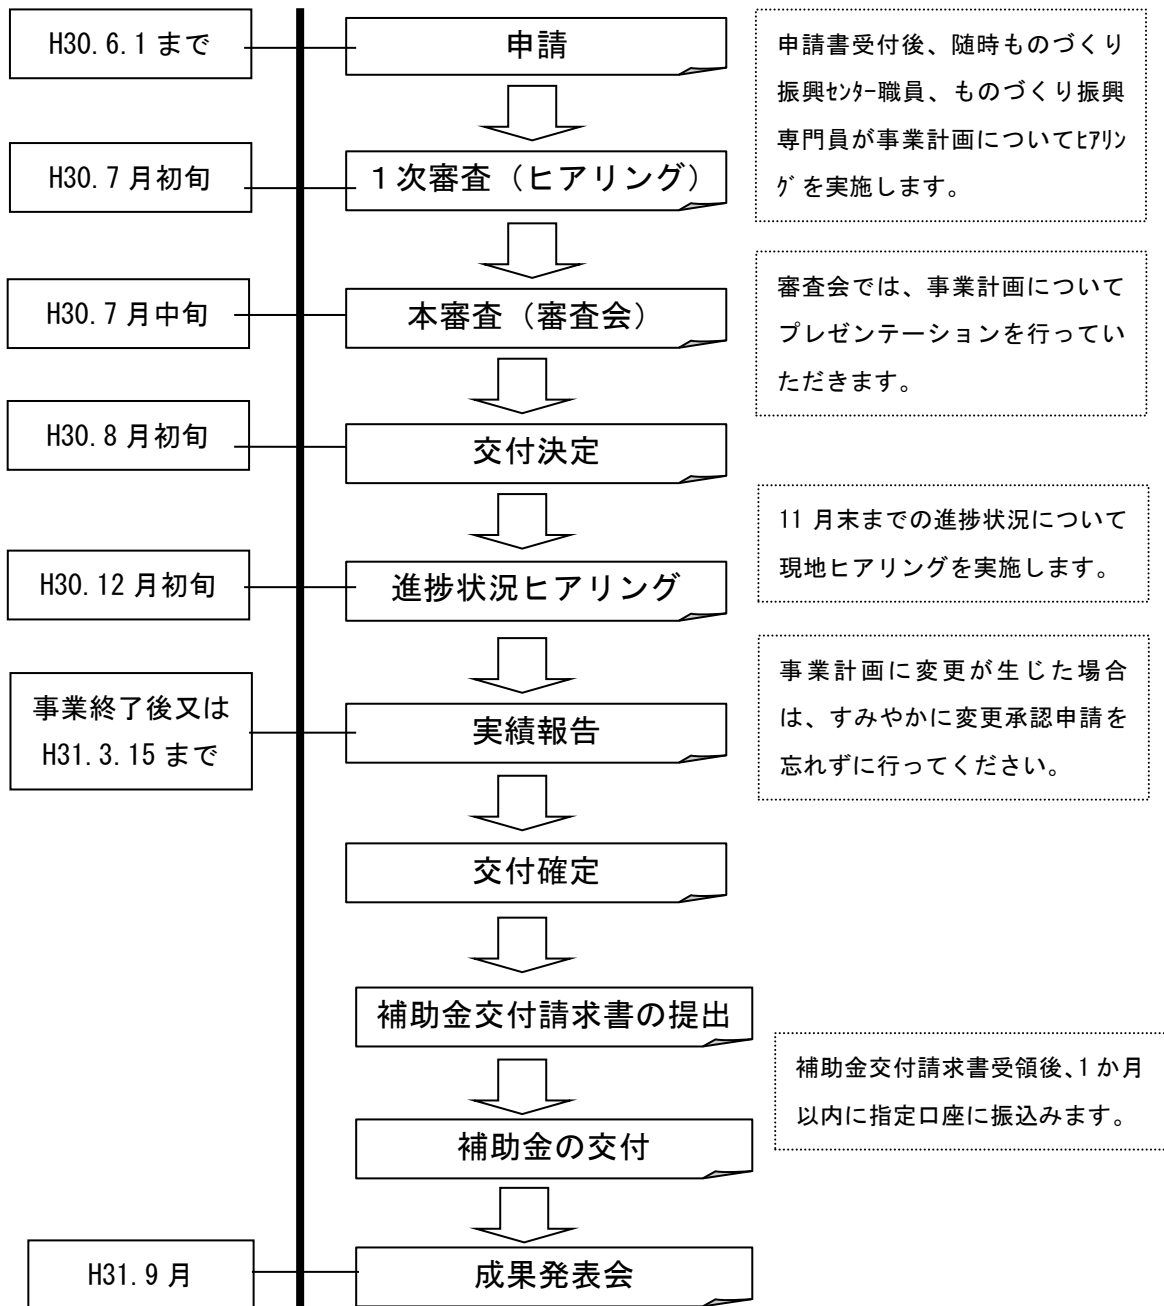 H30.6.1 まで
申請
申請書受付後、随時ものづくり
振興ｾﾝﾀｰ職員、ものづくり振興
専門員が事業計画についてﾋｱﾘﾝ
ｸﾞを実施します。
H30.7 月初旬
１次審査（ヒアリング）
H30.7 月中旬
本審査（審査会）
審査会では、事業計画について
プレゼンテーションを行ってい
ただきます。
H30.8 月初旬
交付決定
11 月末までの進捗状況について
現地ヒアリングを実施します。
H30.12 月初旬
進捗状況ヒアリング
事業終了後又は
H31.3.15 まで
実績報告
事業計画に変更が生じた場合
は、すみやかに変更承認申請を
忘れずに行ってください。
交付確定
補助金交付請求書の提出
補助金交付請求書受領後、1 か月
以内に指定口座に振込みます。
補助金の交付
H31.9 月
成果発表会